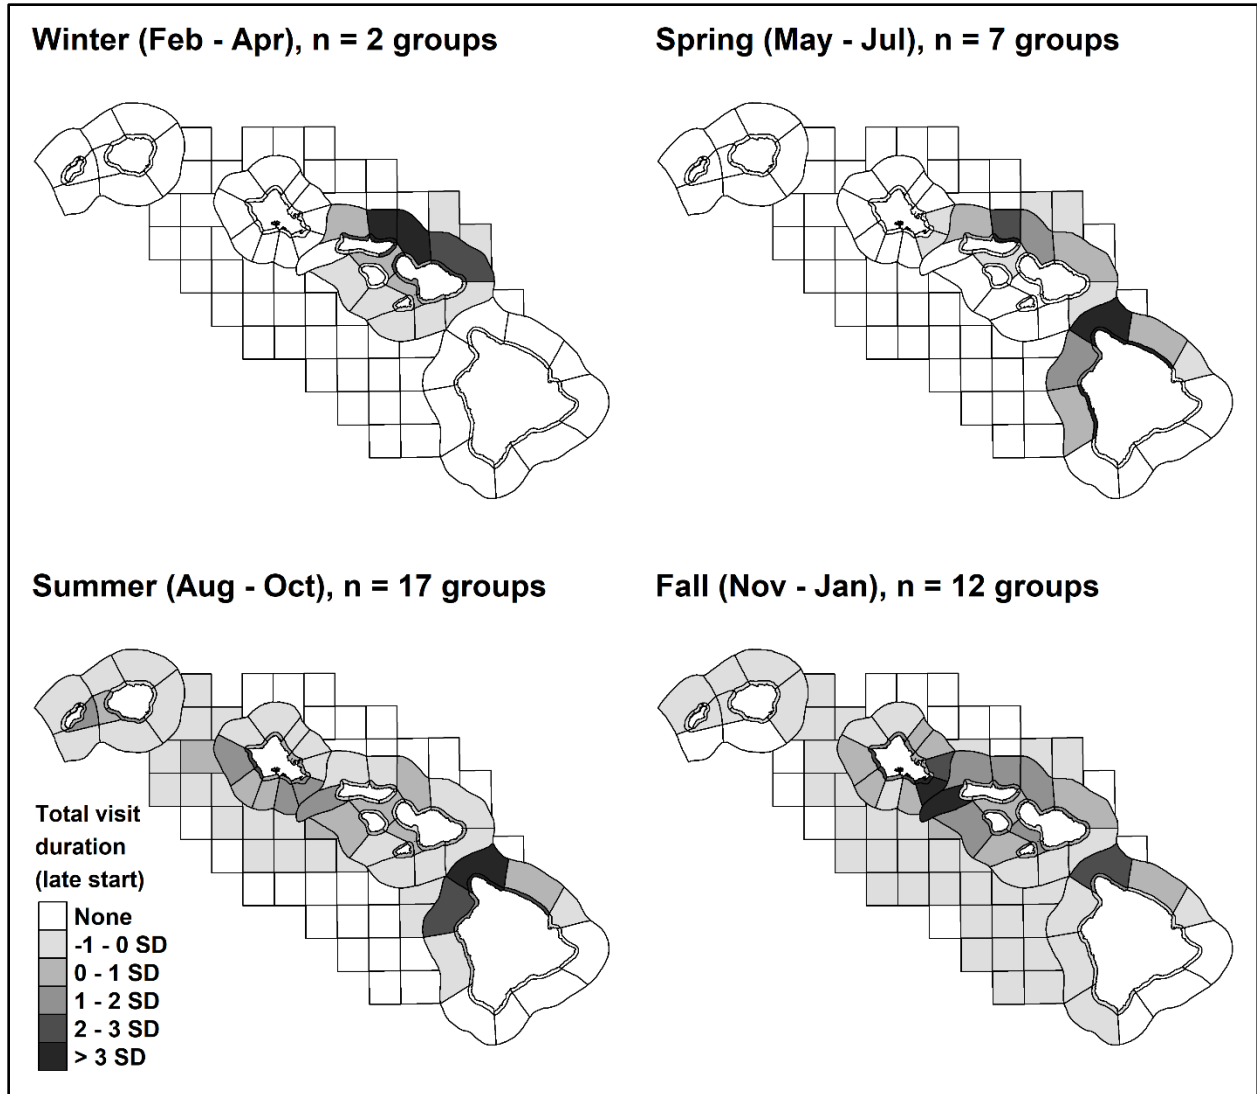 Winter (Feb - Apr), n = 2 groups
Spring (May - Jul), n = 7 groups
Summer (Aug - Oct), n = 17 groups
Fall (Nov - Jan), n = 12 groups
Total visit
duration
(late start)
None
-1 - 0 SD
0 - 1 SD
1 - 2 SD
2 - 3 SD
> 3 SD